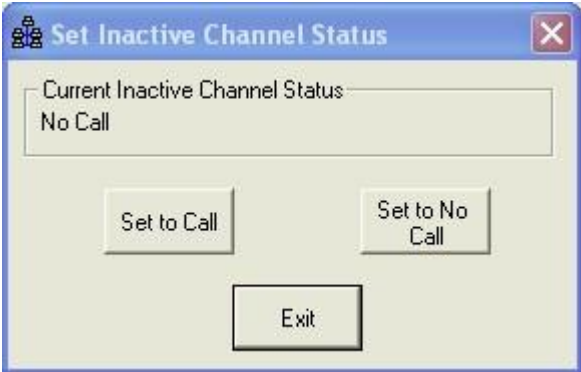 Set Inactive Channel Status
Current Inactive Channel Status
No Call
Set to Call
Set to No
Call
Exit